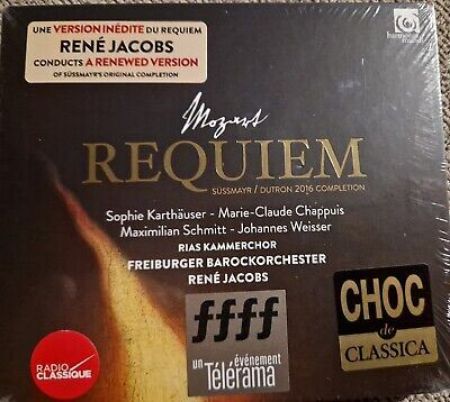 UNE VERSION INÉDITE DU REQUIEM
RENÉ JACOBS
CONDUCTS A RENEWED VERSION
OF SÜSSMAYR'S ORIGINAL COMPLETION
harmonia
mundi
Mozart
REQUIEM
SÜSSMAYR / DUTRON 2016 COMPLETION
Sophie Karthäuser - Marie-Claude Chappuis
Maximilian Schmitt - Johannes Weisser
RIAS KAMMERCHOR
FREIBURGER BAROCKORCHESTER
RENÉ JACOBS
ffff
un événement
Télérama
CHOC
de
CLASSICA
RADIO
CLASSIQUE